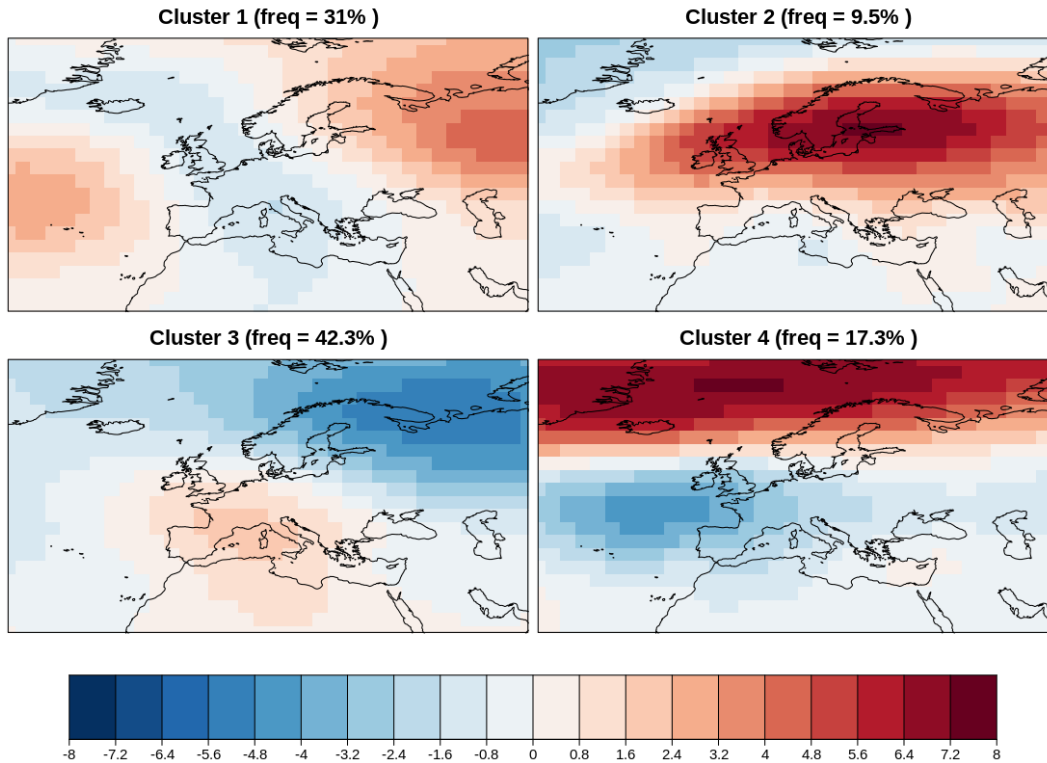 Cluster 1 (freq = 31% )
Cluster 2 (freq = 9.5% )
Cluster 3 (freq = 42.3% )
Cluster 4 (freq = 17.3% )
-8 -7.2 -6.4 -5.6 -4.8 -4 -3.2 -2.4 -1.6 -0.8 0 0.8 1.6 2.4 3.2 4 4.8 5.6 6.4 7.2 8